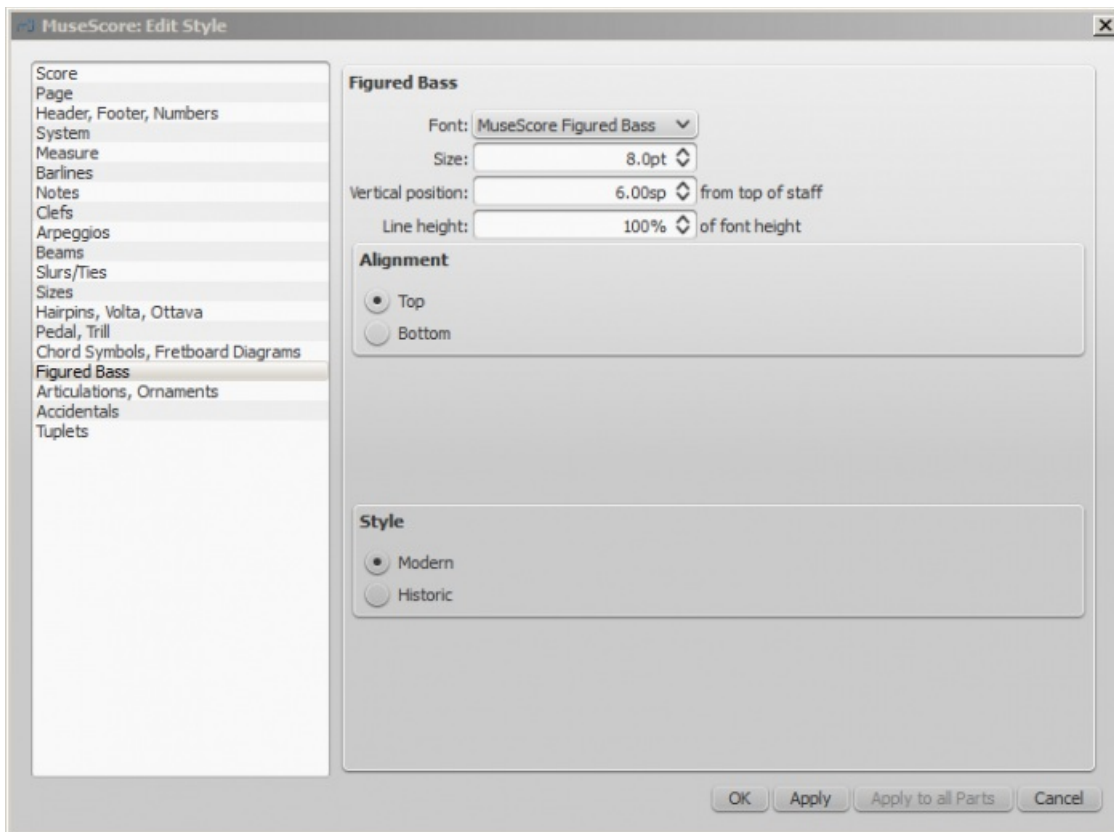 MuseScore: Edit Style
Score
Page
Header, Footer, Numbers
System
Measure
Barlines
Notes
Clefs
Arpeggios
Beams
Slurs/Ties
Sizes
Hairpins, Volta, Ottava
Pedal, Trill
Chord Symbols, Fretboard Diagrams
Figured Bass
Articulations, Ornaments
Accidentals
Tuplets
Figured Bass
Font: MuseScore Figured Bass
Size: 8.0pt
Vertical position: 6.00sp from top of staff
Line height: 100% of font height
Alignment
Top
Bottom
Style
Modern
Historic
OK Apply Apply to all Parts Cancel